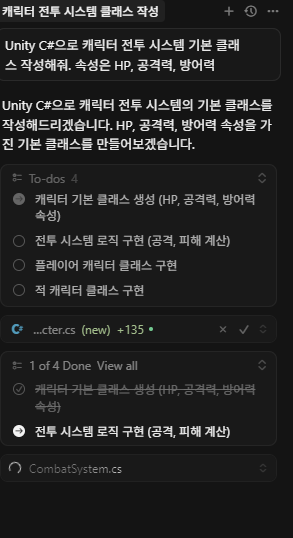 캐릭터 전투 시스템 클래스 작성
Unity C#으로 캐릭터 전투 시스템 기본 클래
스 작성해줘. 속성은 HP, 공격력, 방어력
Unity C#으로 캐릭터 전투 시스템의 기본 클래스를
작성해드리겠습니다. HP, 공격력, 방어력 속성을 가
진 기본 클래스를 만들어보겠습니다.
To-dos 4
캐릭터 기본 클래스 생성 (HP, 공격력, 방어력
속성)
전투 시스템 로직 구현 (공격, 피해 계산)
플레이어 캐릭터 클래스 구현
적 캐릭터 클래스 구현
C# ...cter.cs (new) +135
1 of 4 Done View all
캐릭터 기본 클래스 생성 (HP, 공격력, 방어력
속성)
전투 시스템 로직 구현 (공격, 피해 계산)
CombatSystem.cs